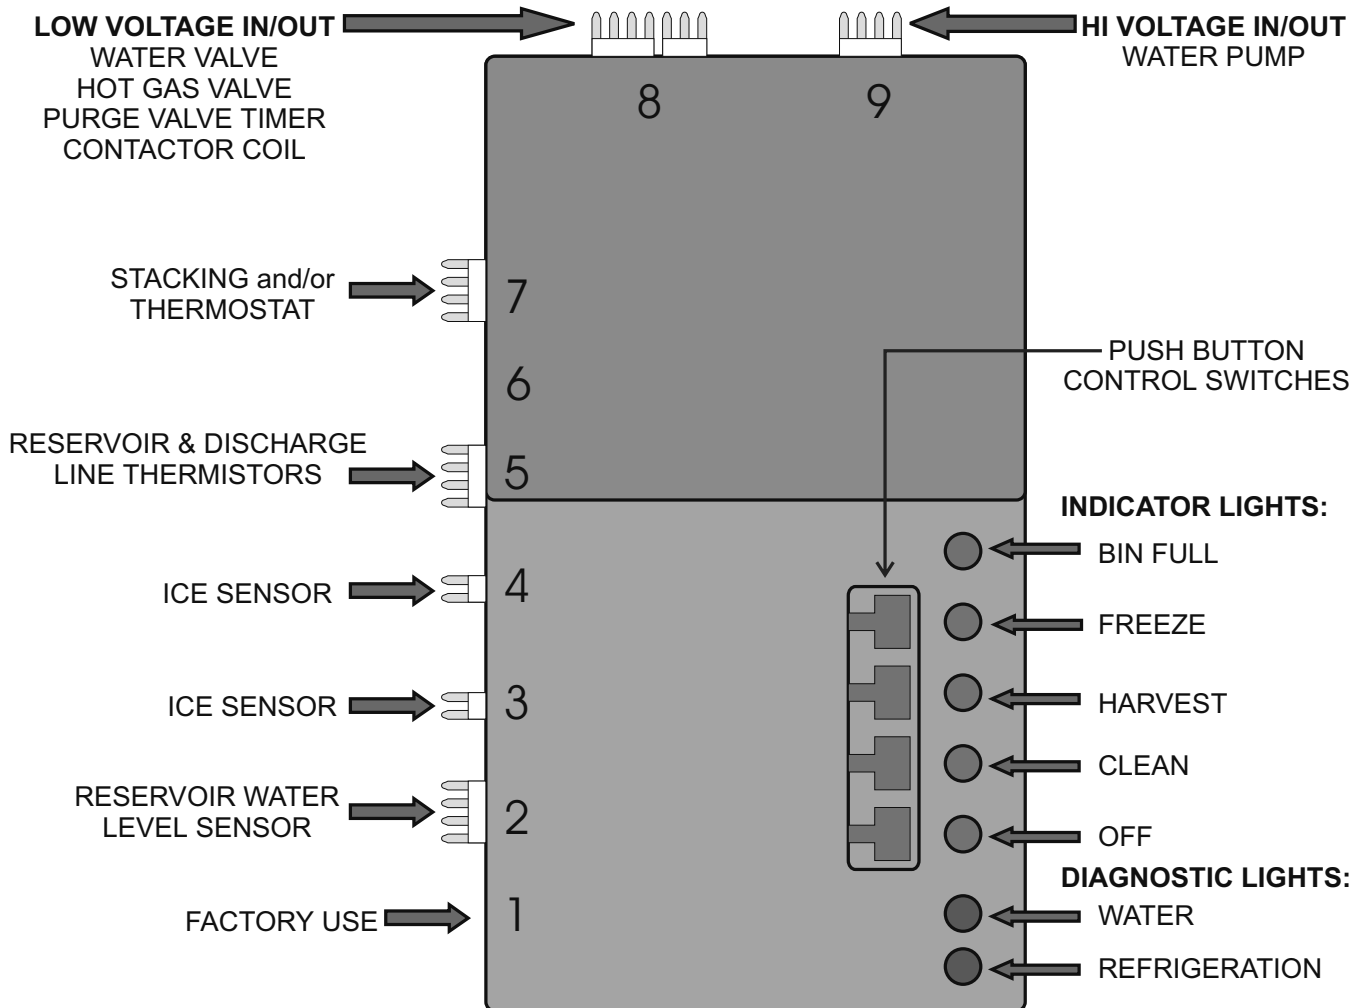 LOW VOLTAGE IN/OUT
WATER VALVE
HOT GAS VALVE
PURGE VALVE TIMER
CONTACTOR COIL
HI VOLTAGE IN/OUT
WATER PUMP
8
9
STACKING and/or
THERMOSTAT
7
6
PUSH BUTTON
CONTROL SWITCHES
RESERVOIR & DISCHARGE
LINE THERMISTORS
5
INDICATOR LIGHTS:
BIN FULL
ICE SENSOR
4
FREEZE
ICE SENSOR
3
HARVEST
CLEAN
RESERVOIR WATER
LEVEL SENSOR
2
OFF
DIAGNOSTIC LIGHTS:
WATER
FACTORY USE
1
REFRIGERATION